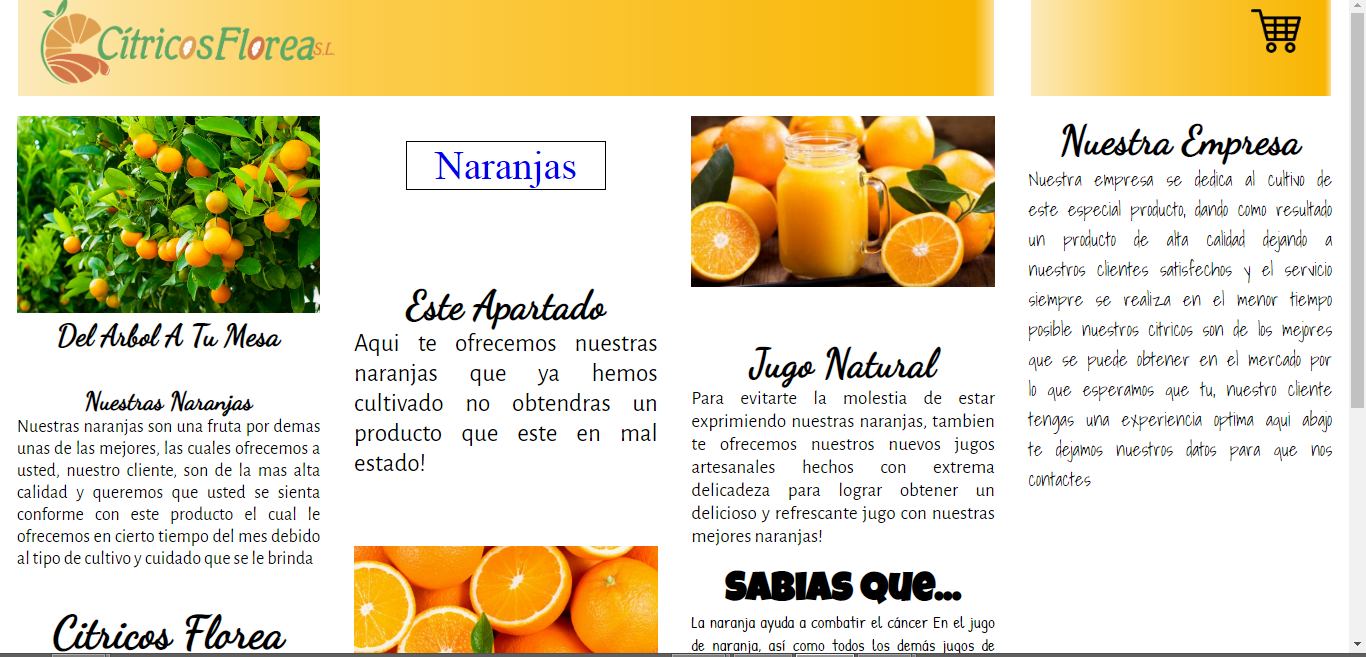 CítricosFlorea S.L.
Del Arbol A Tu Mesa
Nuestras Naranjas
Nuestras naranjas son una fruta por demas
unas de las mejores, las cuales ofrecemos a
usted, nuestro cliente, son de la mas alta
calidad y queremos que usted se sienta
conforme con este producto el cual le
ofrecemos en cierto tiempo del mes debido
al tipo de cultivo y cuidado que se le brinda
Citricos Florea
Naranjas
Este Apartado
Aqui te ofrecemos nuestras
naranjas que ya hemos
cultivado no obtendras un
producto que este en mal
estado!
Jugo Natural
Para evitarte la molestia de estar
exprimiendo nuestras naranjas, tambien
te ofrecemos nuestros nuevos jugos
artesanales hechos con extrema
delicadeza para lograr obtener un
delicioso y refrescante jugo con nuestras
mejores naranjas!
Sabias que...
La naranja ayuda a combatir el cáncer En el jugo
de naranja, así como todos los demás jugos de
Nuestra Empresa
Nuestra empresa se dedica al cultivo de
este especial producto, dando como resultado
un producto de alta calidad dejando a
nuestros clientes satisfechos y el servicio
siempre se realiza en el menor tiempo
posible nuestros citricos son de los mejores
que se puede obtener en el mercado por
lo que esperamos que tu, nuestro cliente
tengas una experiencia optima aqui abajo
te dejamos nuestros datos para que nos
contactes